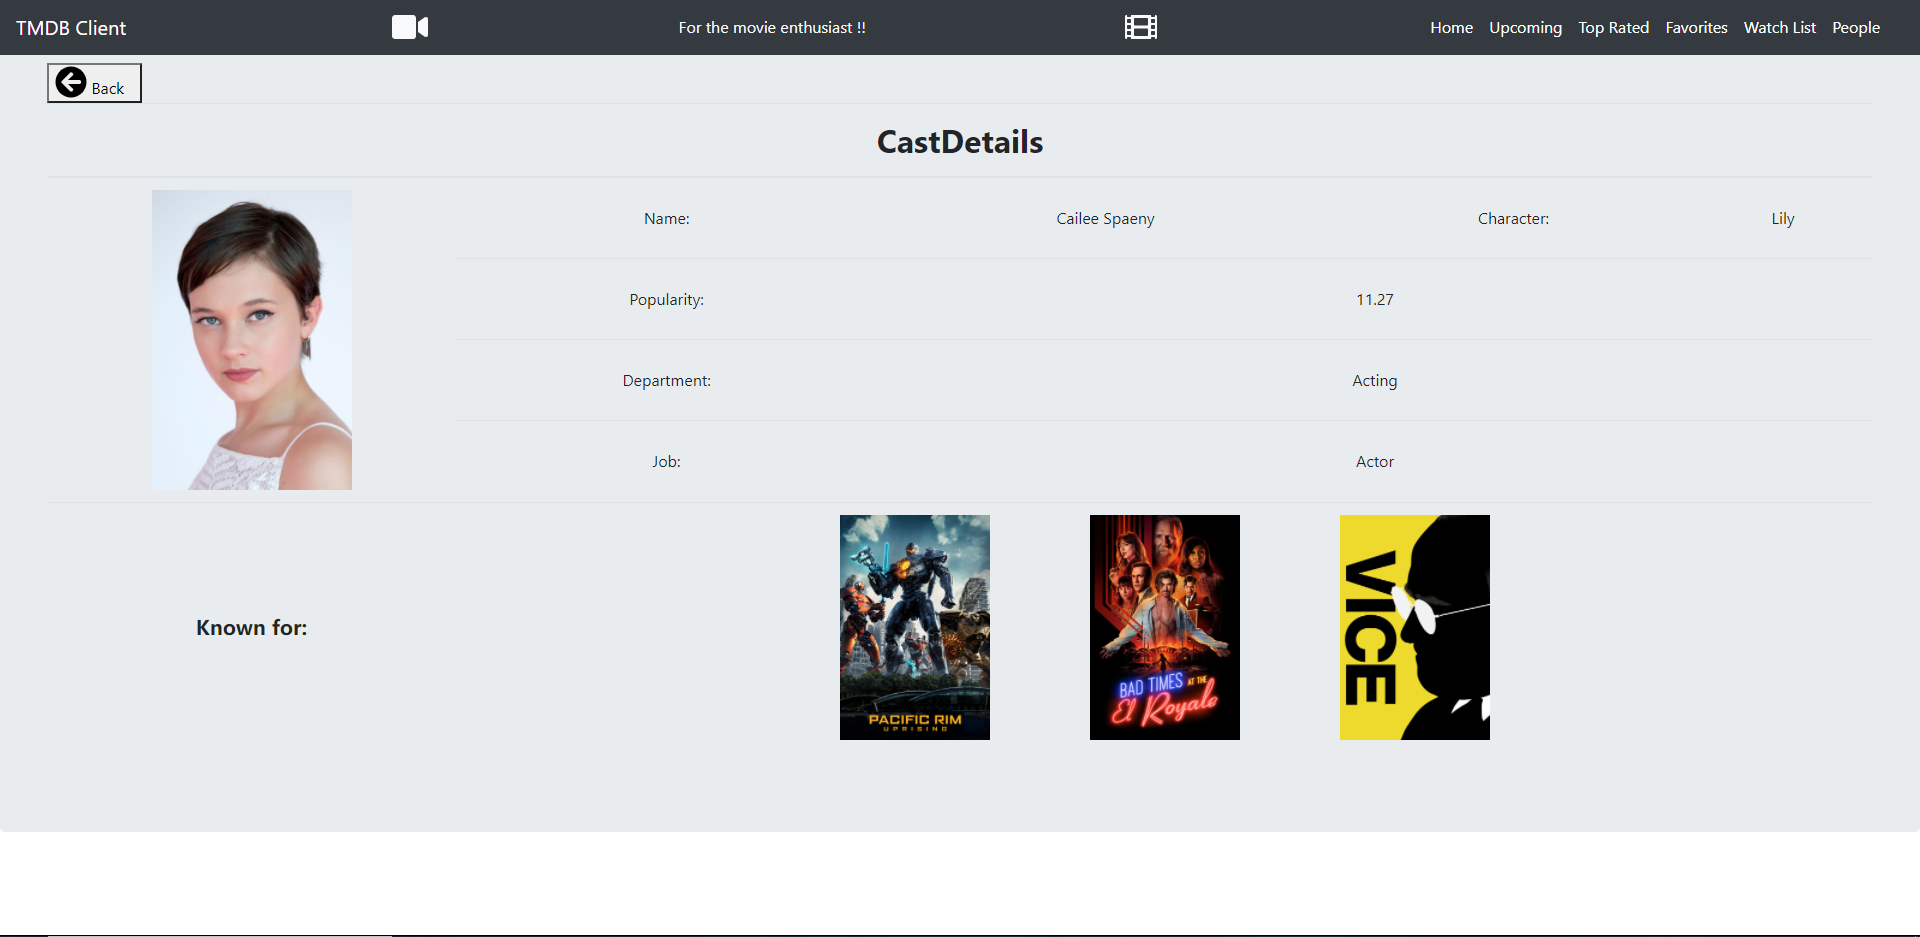 TMDB Client
For the movie enthusiast !!
Home Upcoming Top Rated Favorites Watch List People
Back
CastDetails
Name: Cailee Spaeny Character: Lily
Popularity: 11.27
Department: Acting
Job: Actor
Known for:
PACIFIC RIM
UPRISING
BAD TIMES AT THE
El Royale
VICE